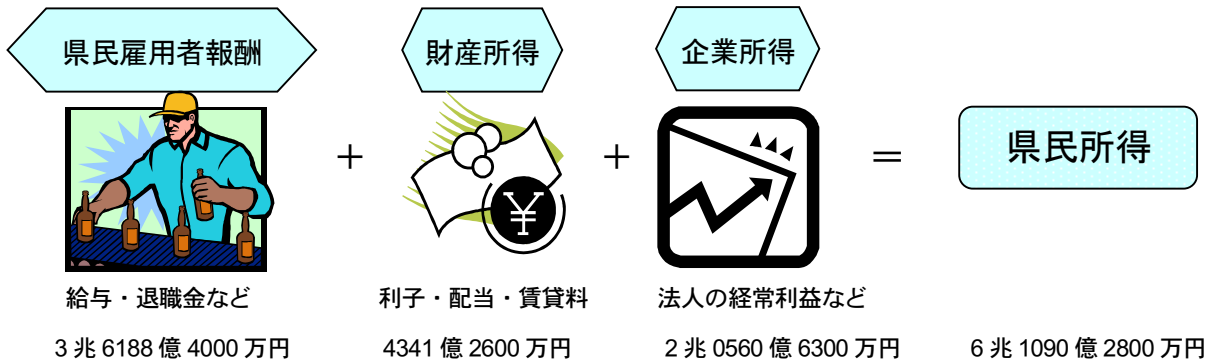 県民雇用者報酬
財産所得
企業所得
+
+
=
県民所得
¥
給与・退職金など
利子・配当・賃貸料
法人の経常利益など
3 兆 6188 億 4000 万円
4341 億 2600 万円
2 兆 0560 億 6300 万円
6 兆 1090 億 2800 万円